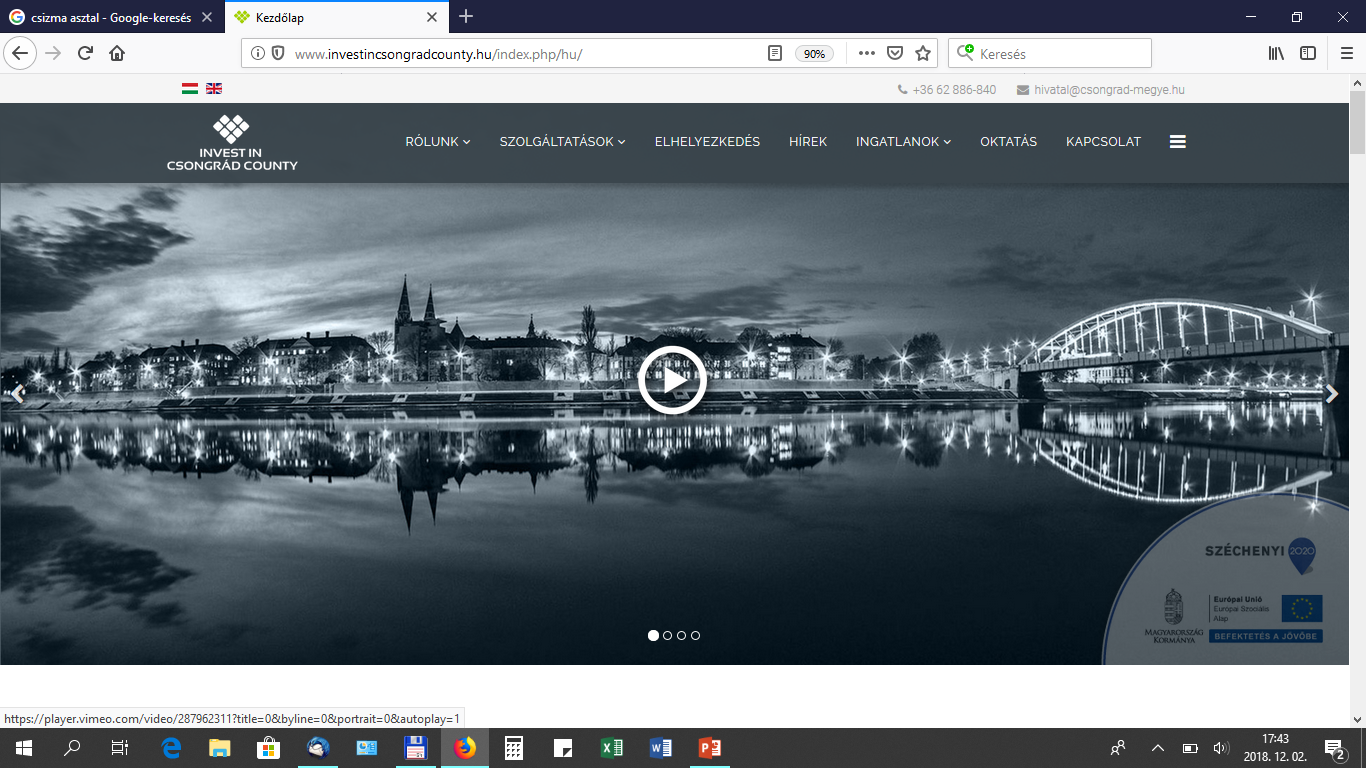 csizma asztal - Google-keresés
Kezdőlap
www.investincsongradcounty.hu/index.php/hu/
90%
Keresés
+36 62 886-840
hivatal@csongrad-megye.hu
INVEST IN
CSONGRÁD COUNTY
RÓLUNK
SZOLGÁLTATÁSOK
ELHELYEZKEDÉS
HÍREK
INGATLANOK
OKTATÁS
KAPCSOLAT
SZÉCHENYI 2020
MAGYARORSZÁG
KORMÁNYA
Európai Unió
Európai Szociális
Alap
BEFEKTETÉS A JÖVŐBE
https://player.vimeo.com/video/287962311?title=0&byline=0&portrait=0&autoplay=1
17:43
2018. 12. 02.
2